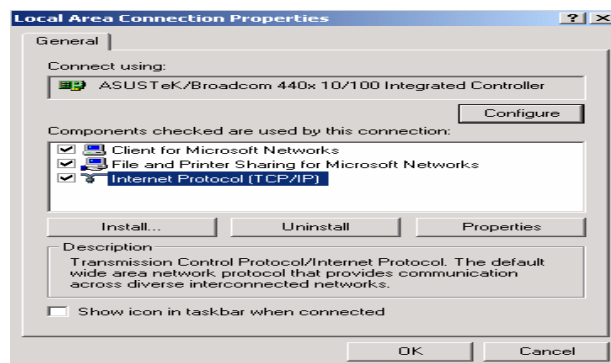 Local Area Connection Properties
General
Connect using:
ASUSTeK/Broadcom 440x 10/100 Integrated Controller
Configure
Components checked are used by this connection:
Client for Microsoft Networks
File and Printer Sharing for Microsoft Networks
Internet Protocol (TCP/IP)
Install... Uninstall Properties
Description
Transmission Control Protocol/Internet Protocol. The default
wide area network protocol that provides communication
across diverse interconnected networks.
Show icon in taskbar when connected
OK Cancel